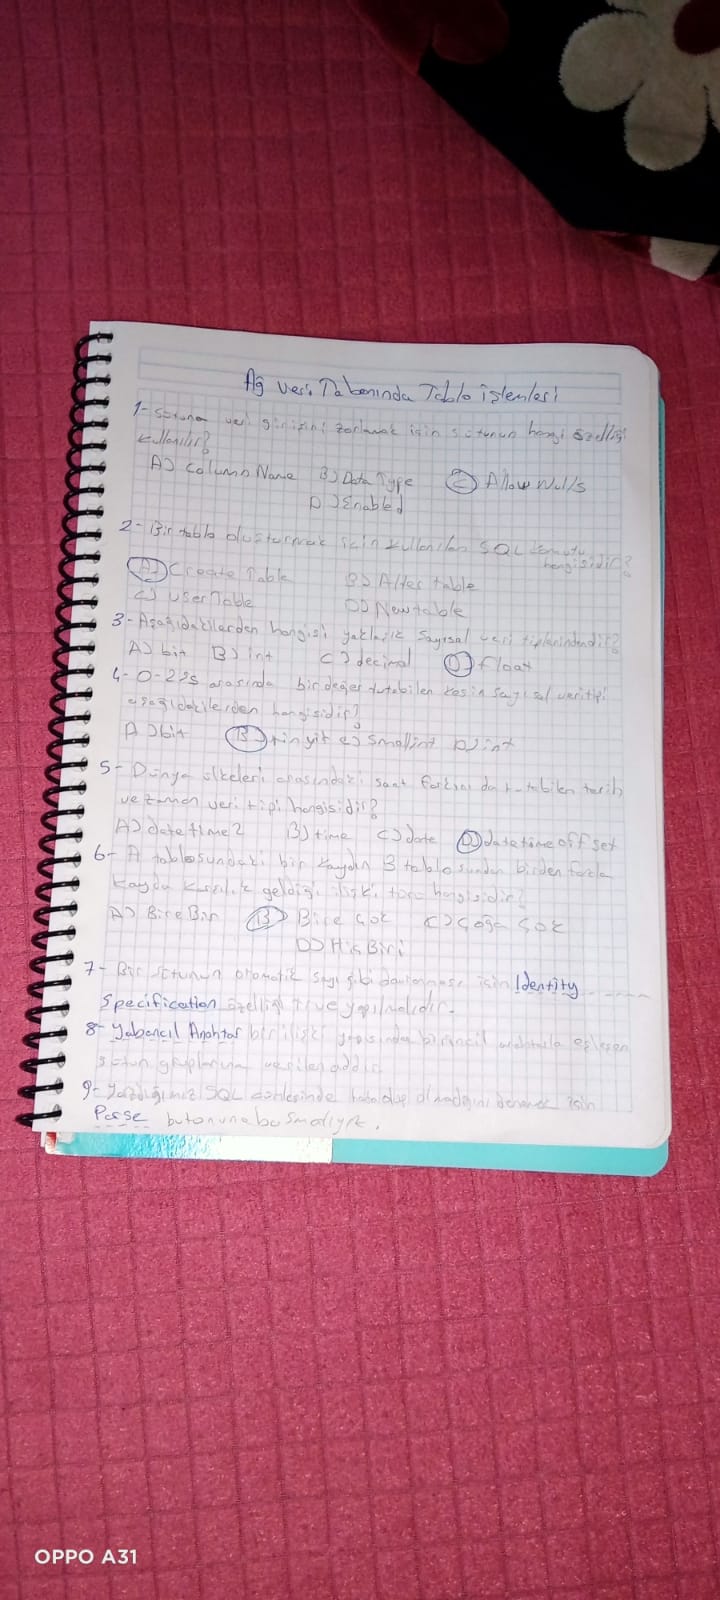 Ağ Veri Tabanında Tablo işlemleri
1- Sütuna veri girişini zorlamak için sütunun hangi özelliği
kullanılır?
A) Column Name B) Data Type C) Allow Nulls
D) Enabled
2- Bir tablo oluşturmak için kullanılan SQL komutu
hangisidir?
A) Create Table B) Alter table
C) User Table D) New table
3- Aşağıdakilerden hangisi yaklaşık sayısal veri tiplerindendir?
A) bit B) int C) decimal D) float
4- 0-255 arasında bir değer tutabilen kesin sayısal veri tipi
aşağıdakilerden hangisidir?
A) bit B) tinyit c) Smallint D) int
5- Dünya ülkeleri arasındaki saat farkını da tutabilen tarih
ve zaman veri tipi hangisidir?
A) datetime2 B) time C) date D) datetime off set
6- A tablosundaki bir kaydın B tablosundan birden fazla
kayda karşılık geldiği ilişki türü hangisidir?
A) Bire Bir B) Bire Çok C) Çoğa Çok
D) Hiç Biri
7- Bir sütunun otomatik sayı gibi davranması için Identity
Specification özelliği true yapılmalıdır.
8- Yabancıl Anahtar bir ilişki yapısında birincil anahtarla eşleşen
sütun gruplarına verilen addır.
9- Yazdığımız SQL cümlesinde hata olup olmadığını denemek için
Parse butonuna basmalıyız.
OPPO A31